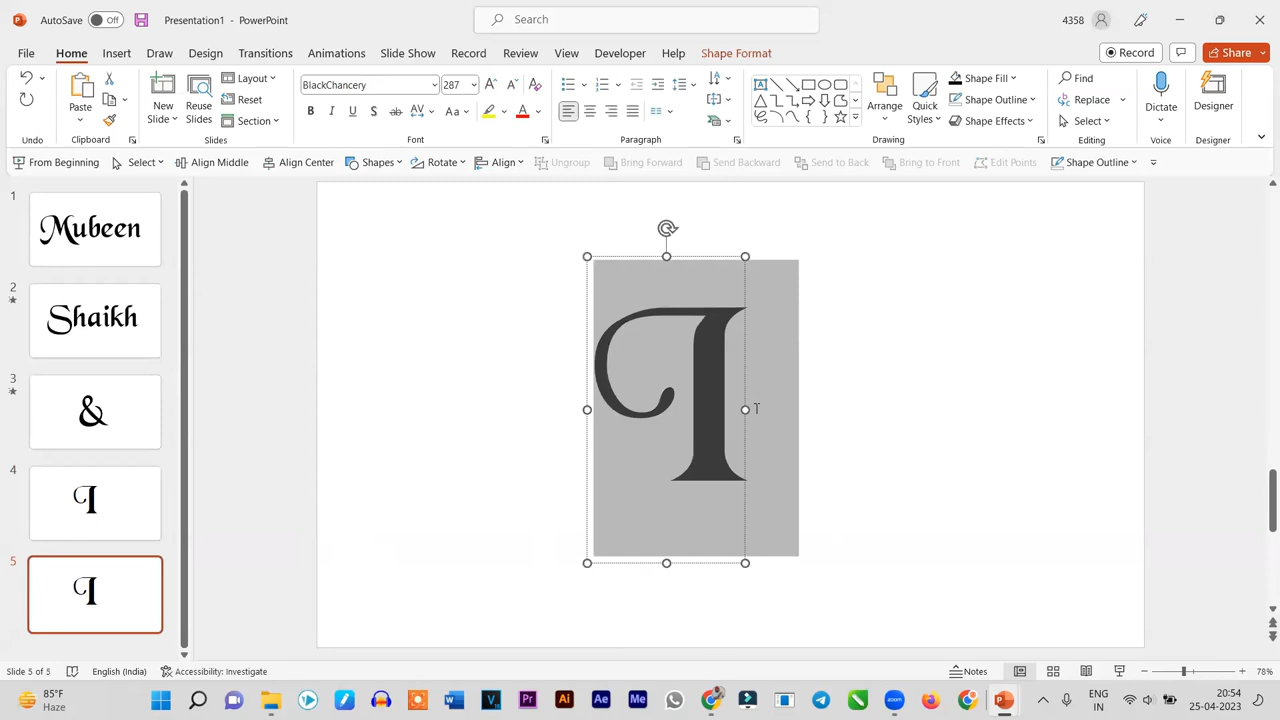 AutoSave Off Presentation1 - PowerPoint Search 4358
File Home Insert Draw Design Transitions Animations Slide Show Record Review View Developer Help Shape Format Record Share
Paste New Slide Reuse Slides Layout Reset Section BlackChancery 287 Shape Fill Shape Outline Shape Effects Arrange Quick Styles Find Replace Select Dictate Designer
Undo Clipboard Slides Font Paragraph Drawing Editing Voice Designer
From Beginning Select Align Middle Align Center Shapes Rotate Align Ungroup Bring Forward Send Backward Send to Back Bring to Front Edit Points Shape Outline
1 Mubeen
2 Shaikh
3 &
4 I
5 I
I
Slide 5 of 5 English (India) Accessibility: Investigate Notes 78%
85°F Haze ENG IN 20:54 25-04-2023